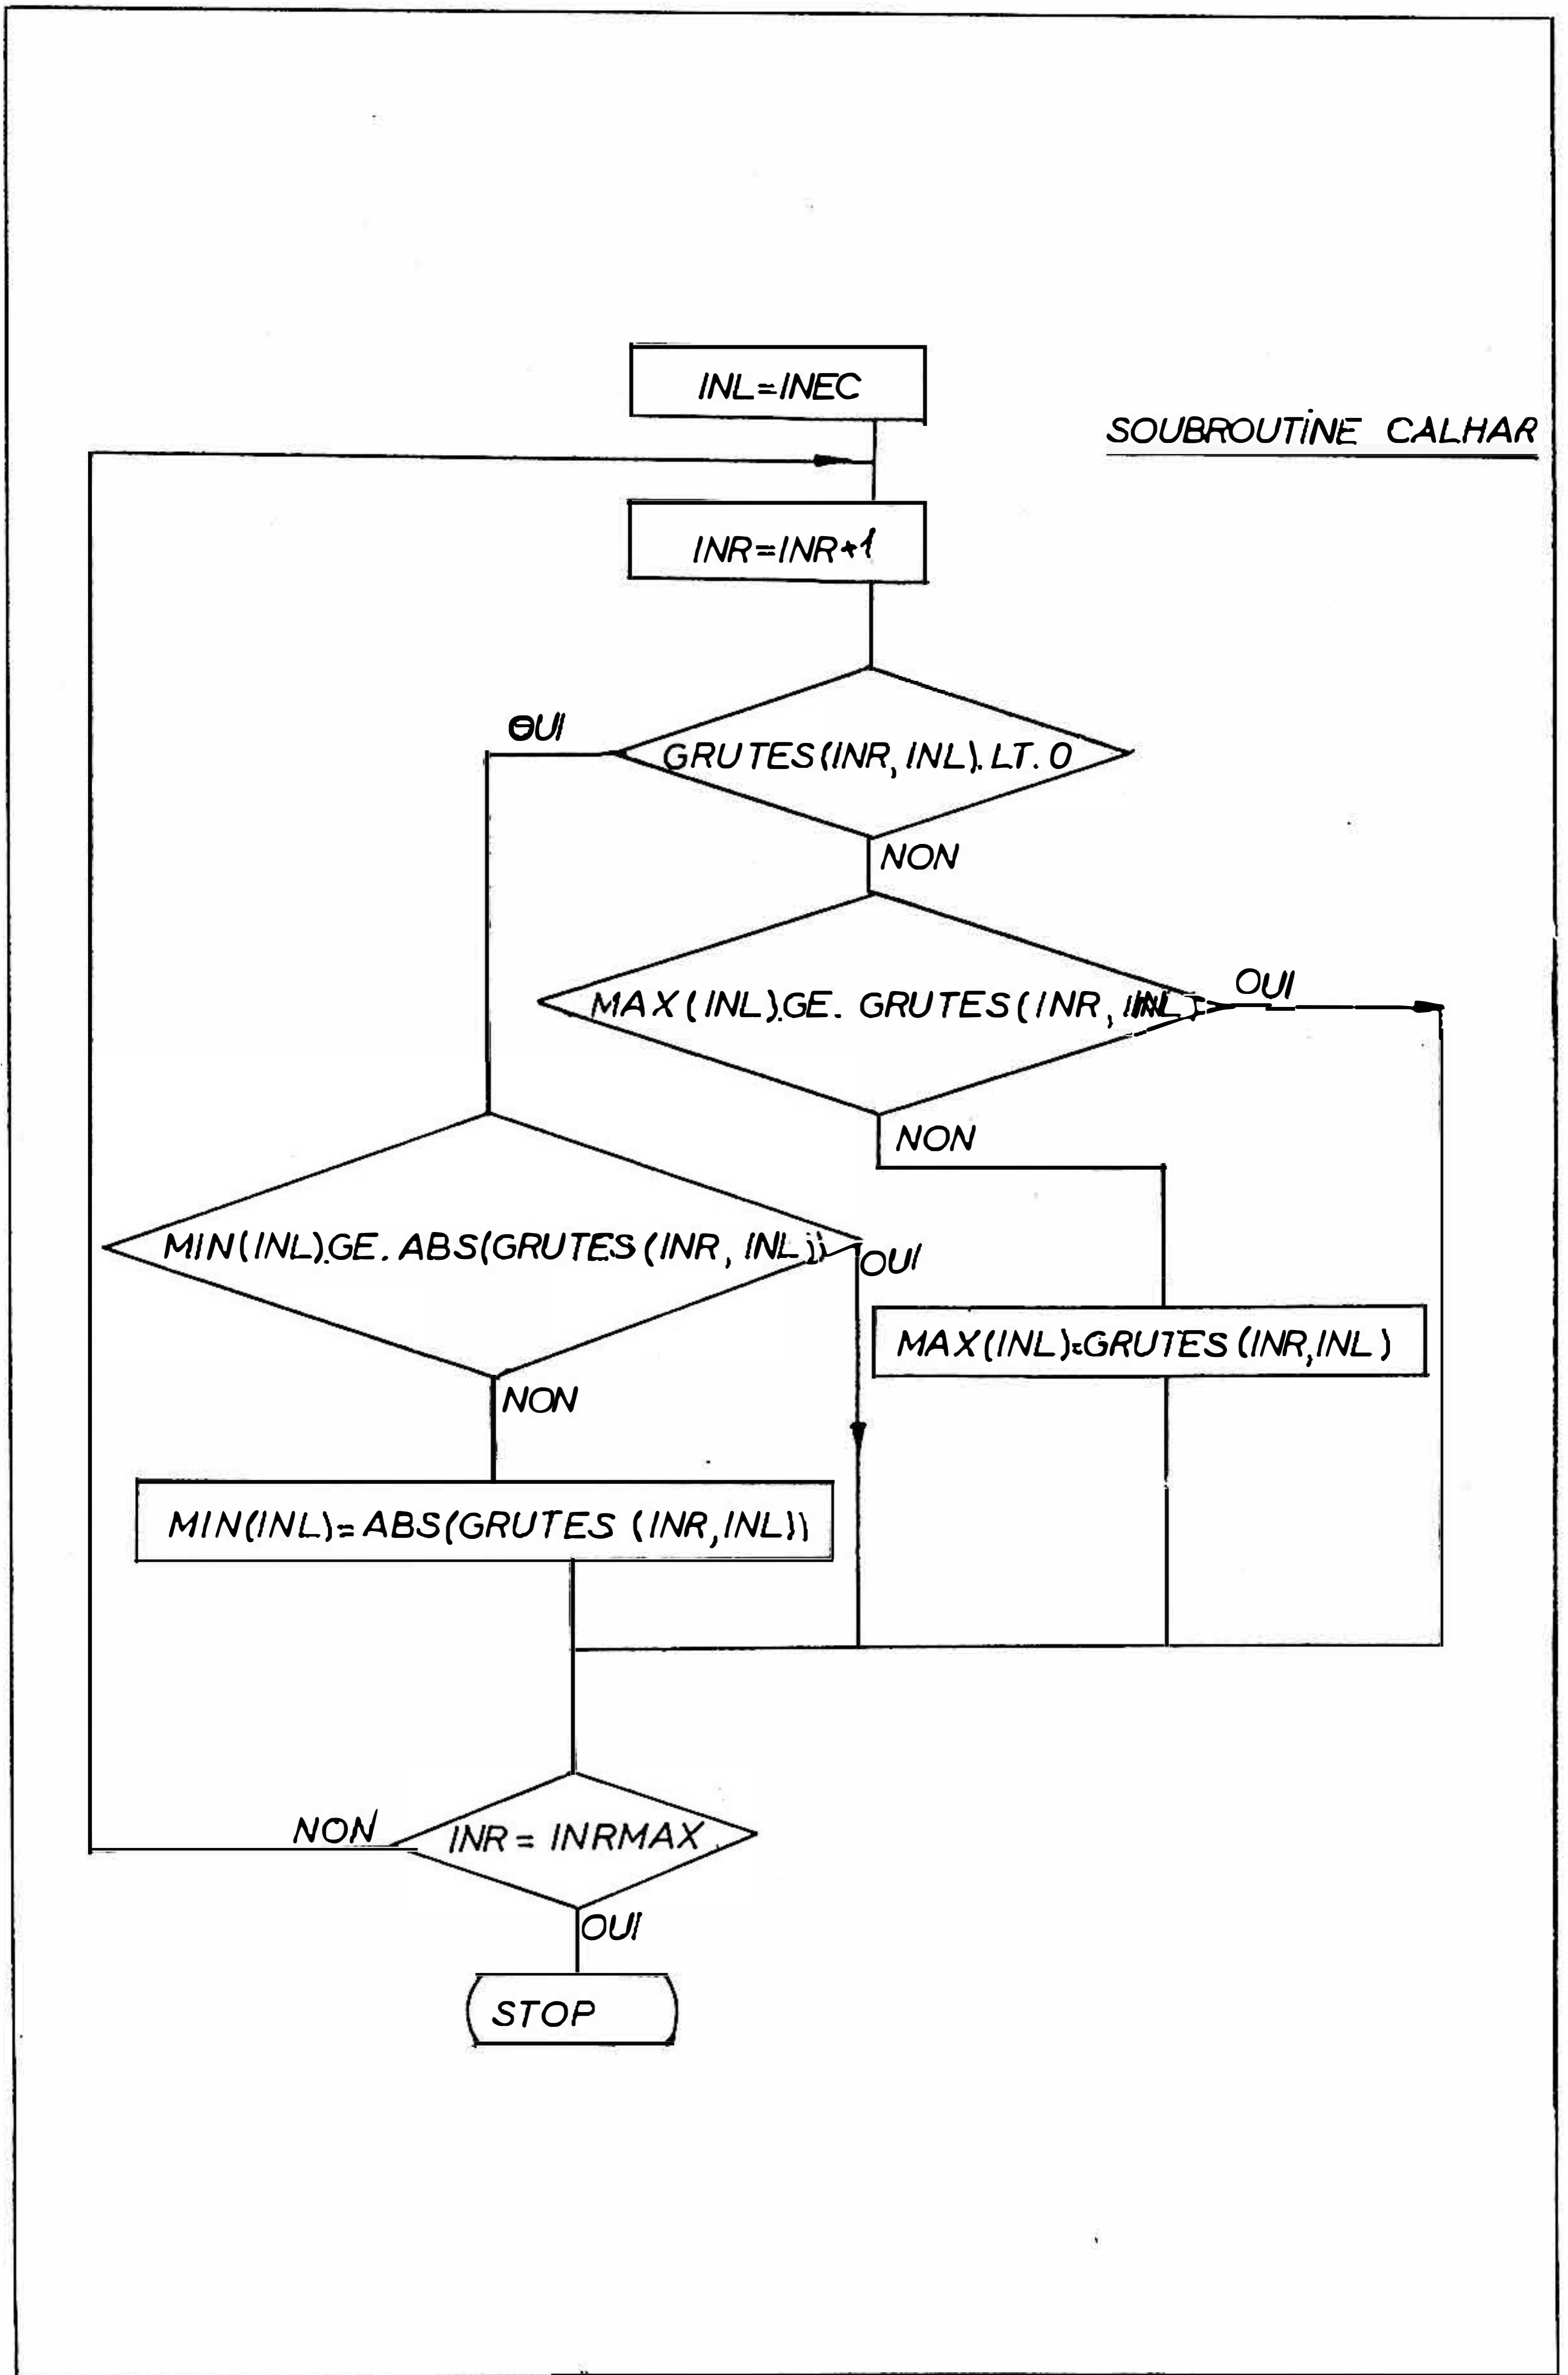 INL=INEC
SOUBROUTINE CALHAR
INR=INR+1
OUI
GRUTES(INR, INL).LT.0
NON
MAX(INL).GE. GRUTES(INR, INL)
OUI
NON
MIN(INL).GE.ABS(GRUTES(INR, INL))
OUI
MAX(INL)=GRUTES(INR,INL)
NON
MIN(INL)=ABS(GRUTES (INR,INL))
NON
INR = INRMAX
OUI
STOP